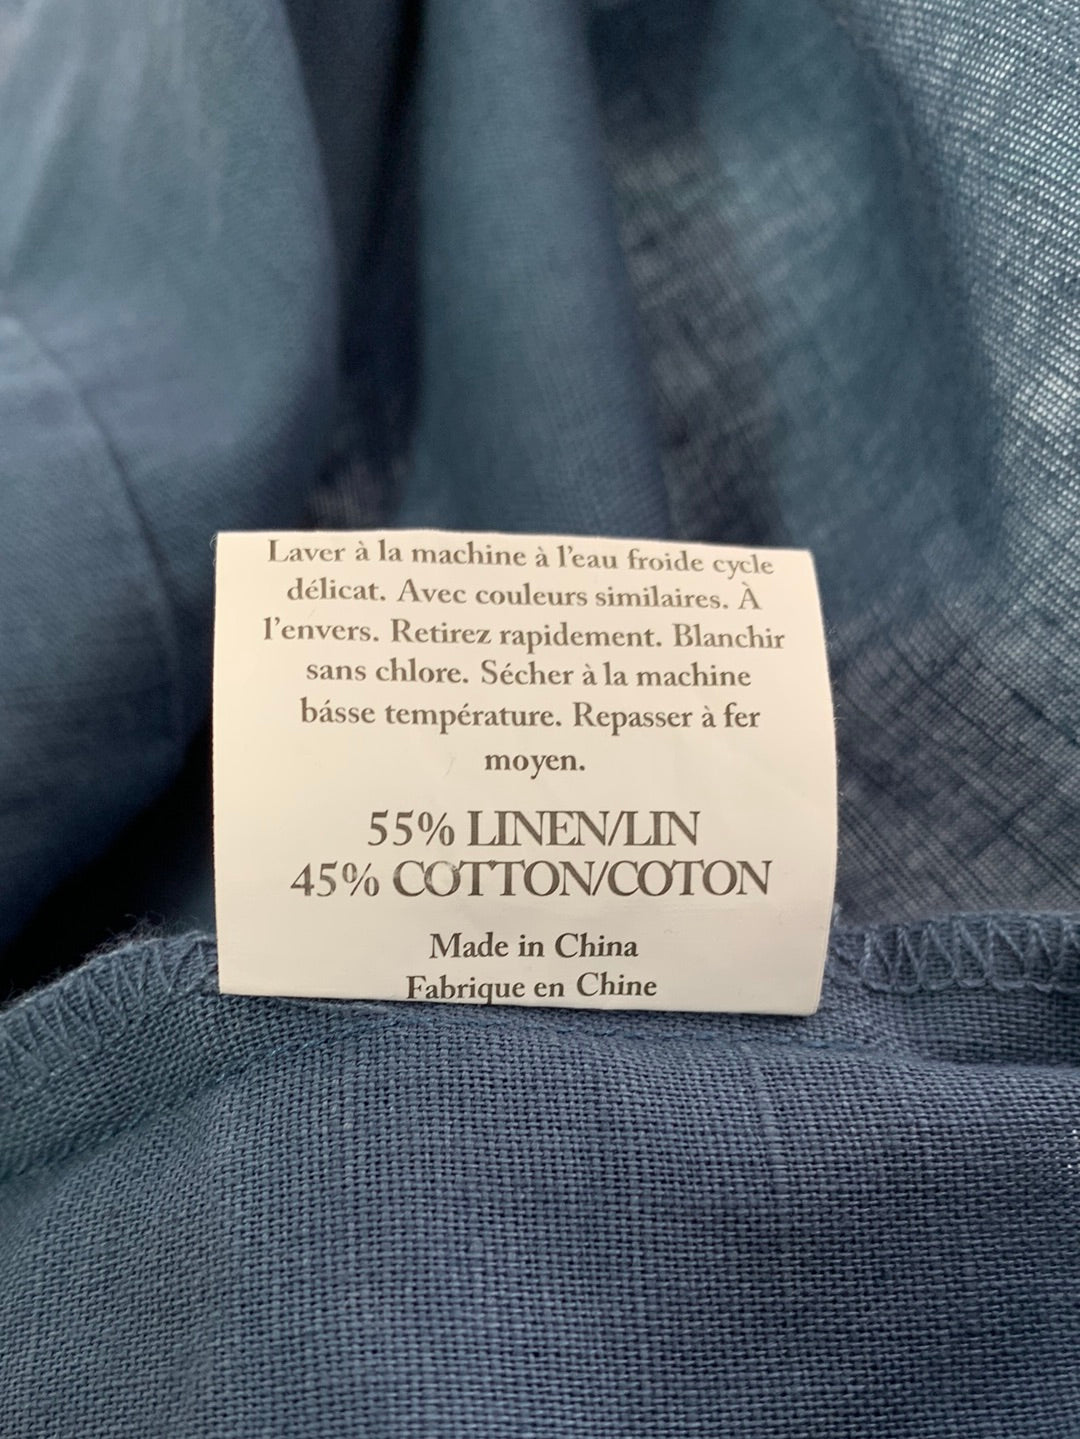 Laver à la machine à l'eau froide cycle
délicat. Avec couleurs similaires. À
l'envers. Retirez rapidement. Blanchir
sans chlore. Sécher à la machine
básse température. Repasser à fer
moyen.
55% LINEN/LIN
45% COTTON/COTON
Made in China
Fabrique en Chine